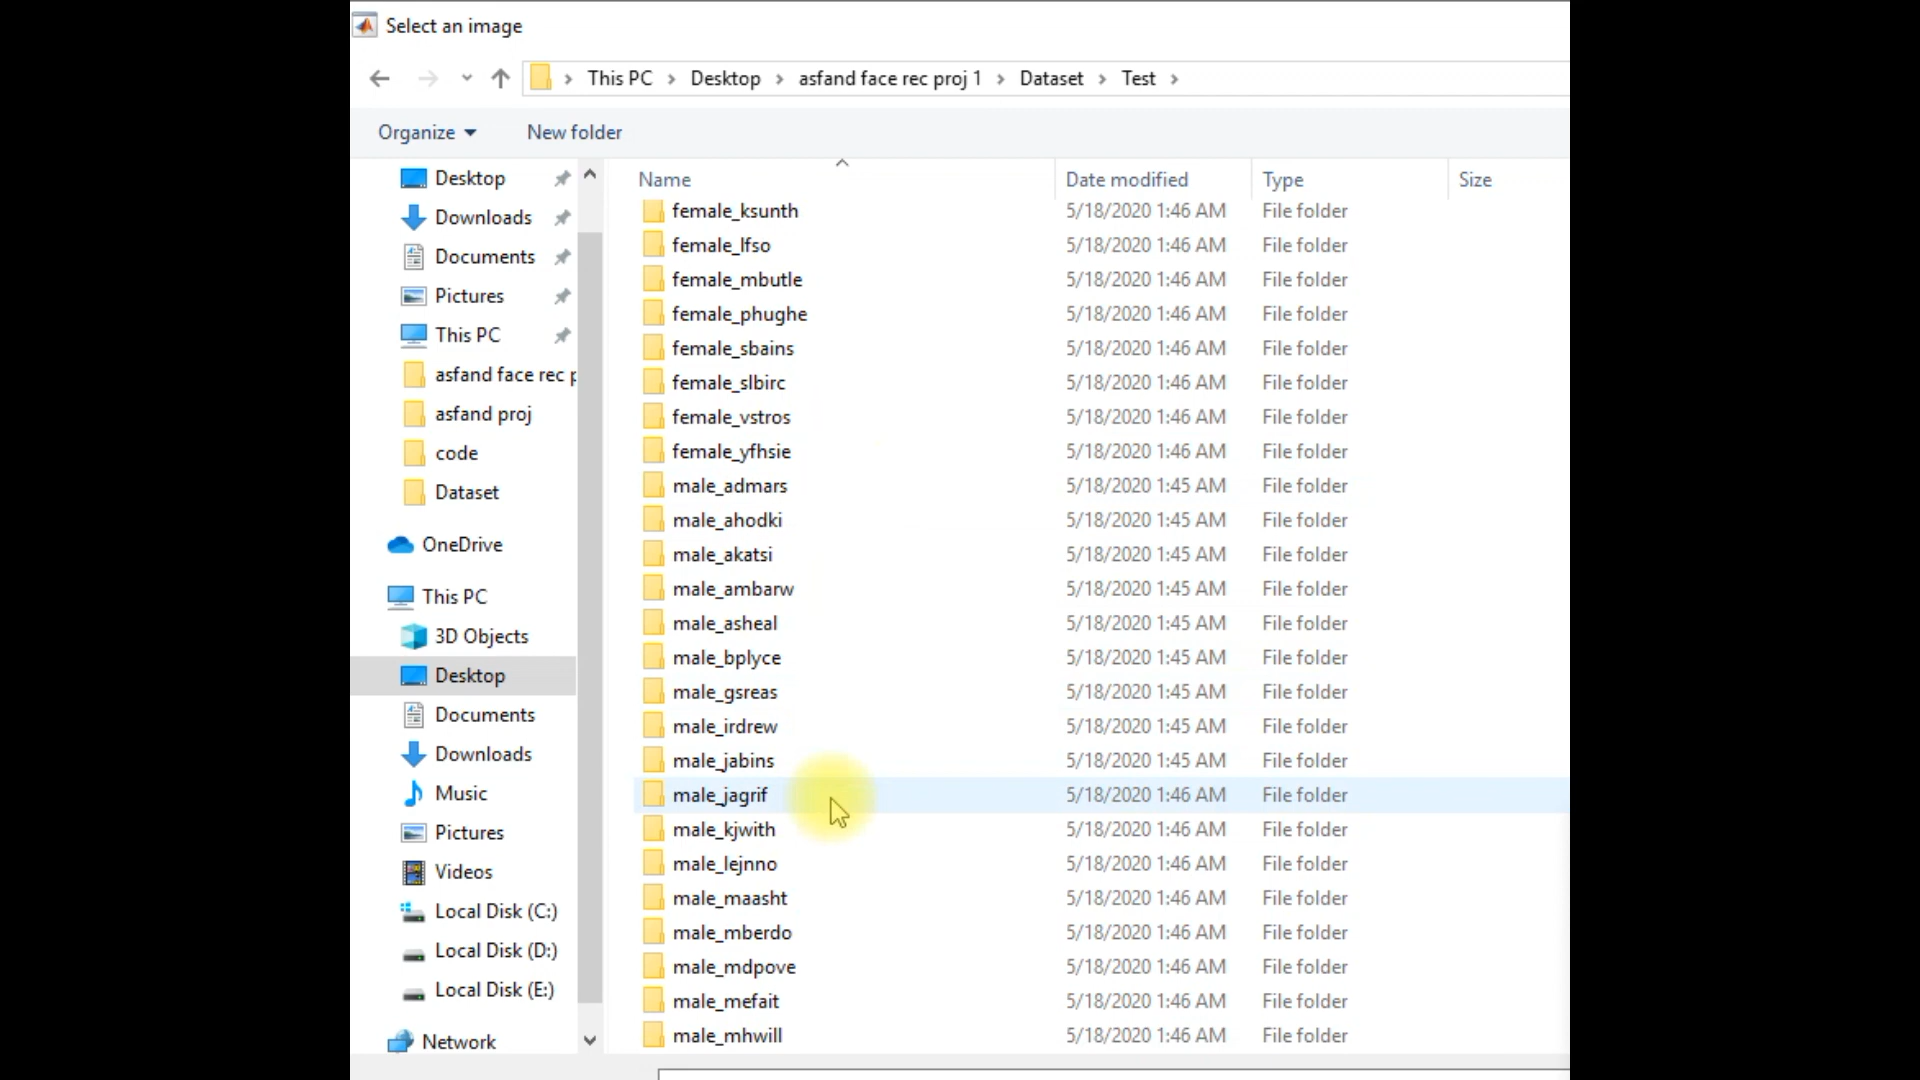 Select an image
This PC > Desktop > asfand face rec proj 1 > Dataset > Test >
Organize New folder
Desktop
Downloads
Documents
Pictures
This PC
asfand face rec p
asfand proj
code
Dataset
OneDrive
This PC
3D Objects
Desktop
Documents
Downloads
Music
Pictures
Videos
Local Disk (C:)
Local Disk (D:)
Local Disk (E:)
Network
Name Date modified Type Size
female_ksunth 5/18/2020 1:46 AM File folder
female_lfso 5/18/2020 1:46 AM File folder
female_mbutle 5/18/2020 1:46 AM File folder
female_phughe 5/18/2020 1:46 AM File folder
female_sbains 5/18/2020 1:46 AM File folder
female_slbirc 5/18/2020 1:46 AM File folder
female_vstros 5/18/2020 1:46 AM File folder
female_yfhsie 5/18/2020 1:46 AM File folder
male_admars 5/18/2020 1:45 AM File folder
male_ahodki 5/18/2020 1:45 AM File folder
male_akatsi 5/18/2020 1:45 AM File folder
male_ambarw 5/18/2020 1:45 AM File folder
male_asheal 5/18/2020 1:45 AM File folder
male_bplyce 5/18/2020 1:45 AM File folder
male_gsreas 5/18/2020 1:45 AM File folder
male_irdrew 5/18/2020 1:45 AM File folder
male_jabins 5/18/2020 1:45 AM File folder
male_jagrif 5/18/2020 1:46 AM File folder
male_kjwith 5/18/2020 1:46 AM File folder
male_lejnno 5/18/2020 1:46 AM File folder
male_maasht 5/18/2020 1:46 AM File folder
male_mberdo 5/18/2020 1:46 AM File folder
male_mdpove 5/18/2020 1:46 AM File folder
male_mefait 5/18/2020 1:46 AM File folder
male_mhwill 5/18/2020 1:46 AM File folder